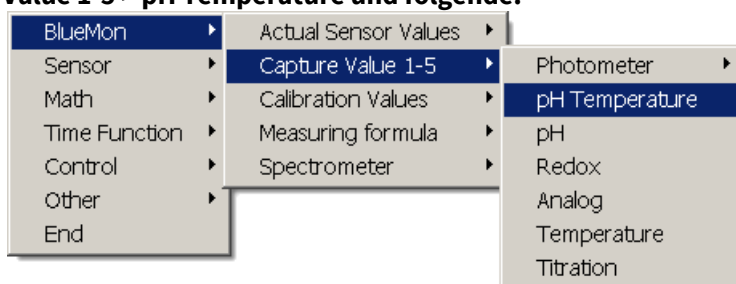 Value 1-5> pH Temperature and folgende:
BlueMon
Sensor
Math
Time Function
Control
Other
End
Actual Sensor Values
Capture Value 1-5
Calibration Values
Measuring formula
Spectrometer
Photometer
pH Temperature
pH
Redox
Analog
Temperature
Titration